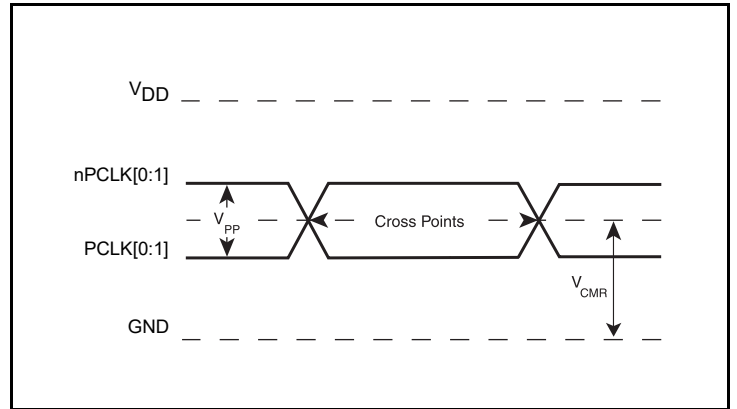 VDD
nPCLK[0:1]
VPP
Cross Points
PCLK[0:1]
VCMR
GND